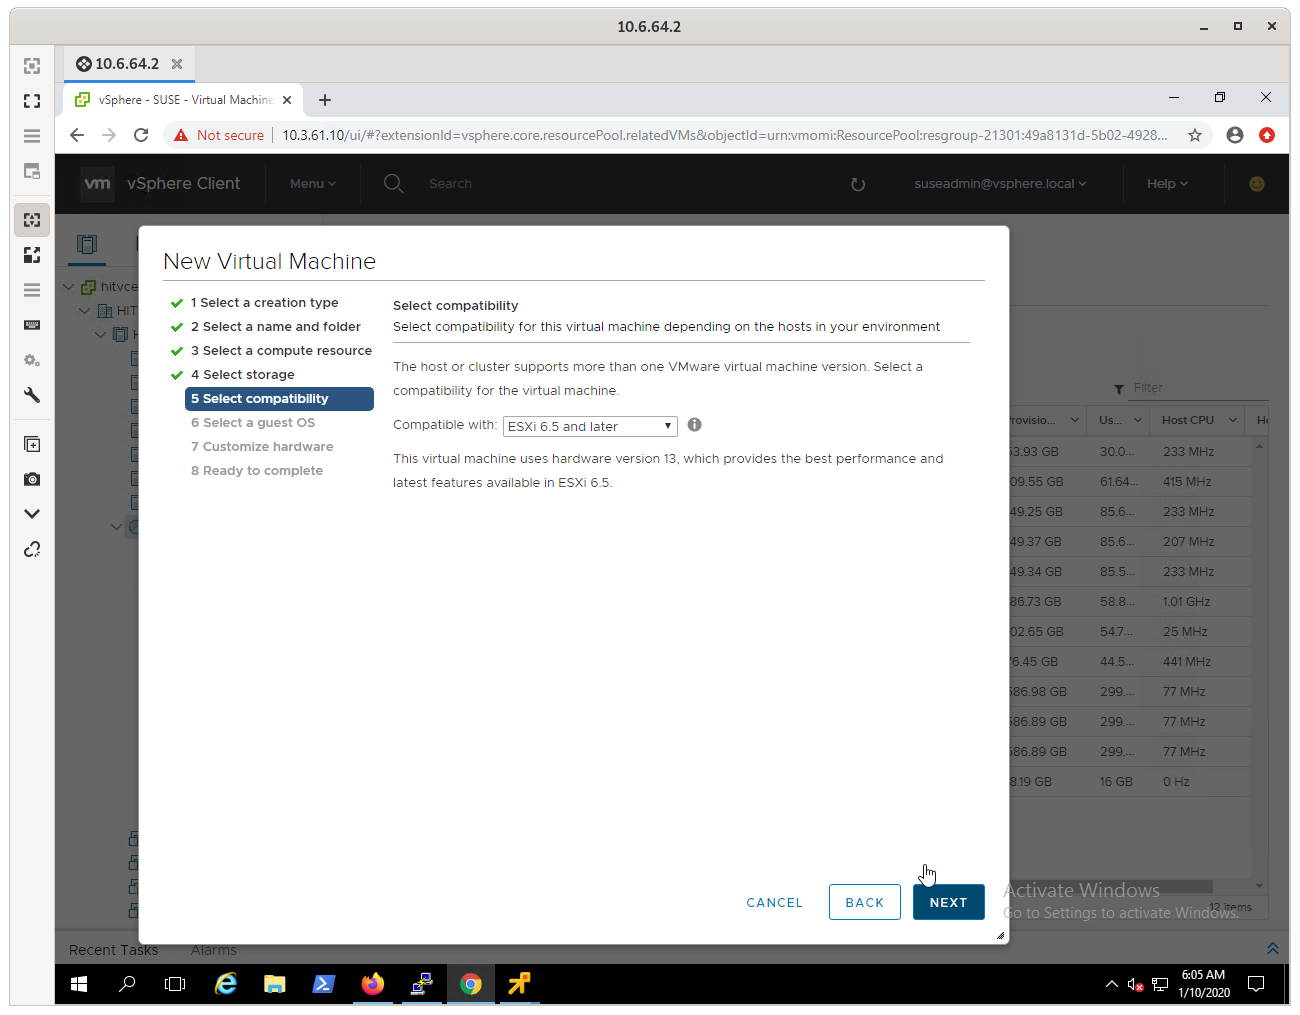 10.6.64.2
10.6.64.2
vSphere - SUSE - Virtual Machine
Not secure | 10.3.61.10/ui/#?extensionId=vsphere.core.resourcePool.relatedVMs&objectId=urn:vmomi:ResourcePool:resgroup-21301:49a8131d-5b02-4928...
vm vSphere Client Menu Search suseadmin@vsphere.local Help
New Virtual Machine
hitvce
HIT
H
1 Select a creation type
2 Select a name and folder
3 Select a compute resource
4 Select storage
5 Select compatibility
6 Select a guest OS
7 Customize hardware
8 Ready to complete
Select compatibility
Select compatibility for this virtual machine depending on the hosts in your environment
The host or cluster supports more than one VMware virtual machine version. Select a
compatibility for the virtual machine.
Compatible with: ESXi 6.5 and later
This virtual machine uses hardware version 13, which provides the best performance and
latest features available in ESXi 6.5.
Filter
rovisio... Us... Host CPU He
53.93 GB 30.0... 233 MHz
09.55 GB 61.64... 415 MHz
49.25 GB 85.6... 233 MHz
49.37 GB 85.6... 207 MHz
49.34 GB 85.5... 233 MHz
86.73 GB 58.8... 1.01 GHz
02.65 GB 54.7... 25 MHz
76.45 GB 44.5... 441 MHz
586.98 GB 299.... 77 MHz
586.89 GB 299.... 77 MHz
586.89 GB 299.... 77 MHz
8.19 GB 16 GB 0 Hz
CANCEL BACK NEXT
Activate Windows
Go to Settings to activate Windows.
12 items
Recent Tasks Alarms
6:05 AM
1/10/2020